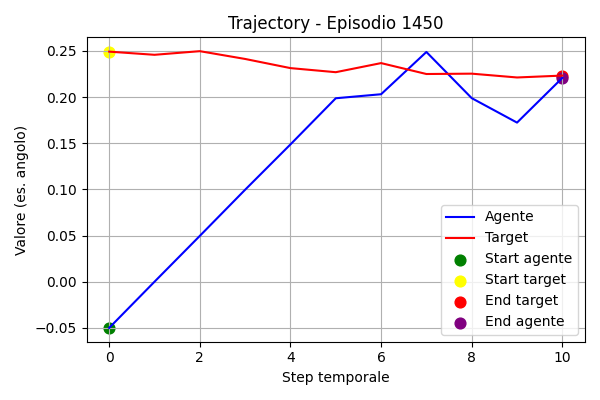 Trajectory - Episodio 1450
Valore (es. angolo)
0.25
0.20
0.15
0.10
0.05
0.00
−0.05
0
2
4
6
8
10
Step temporale
Agente
Target
Start agente
Start target
End target
End agente